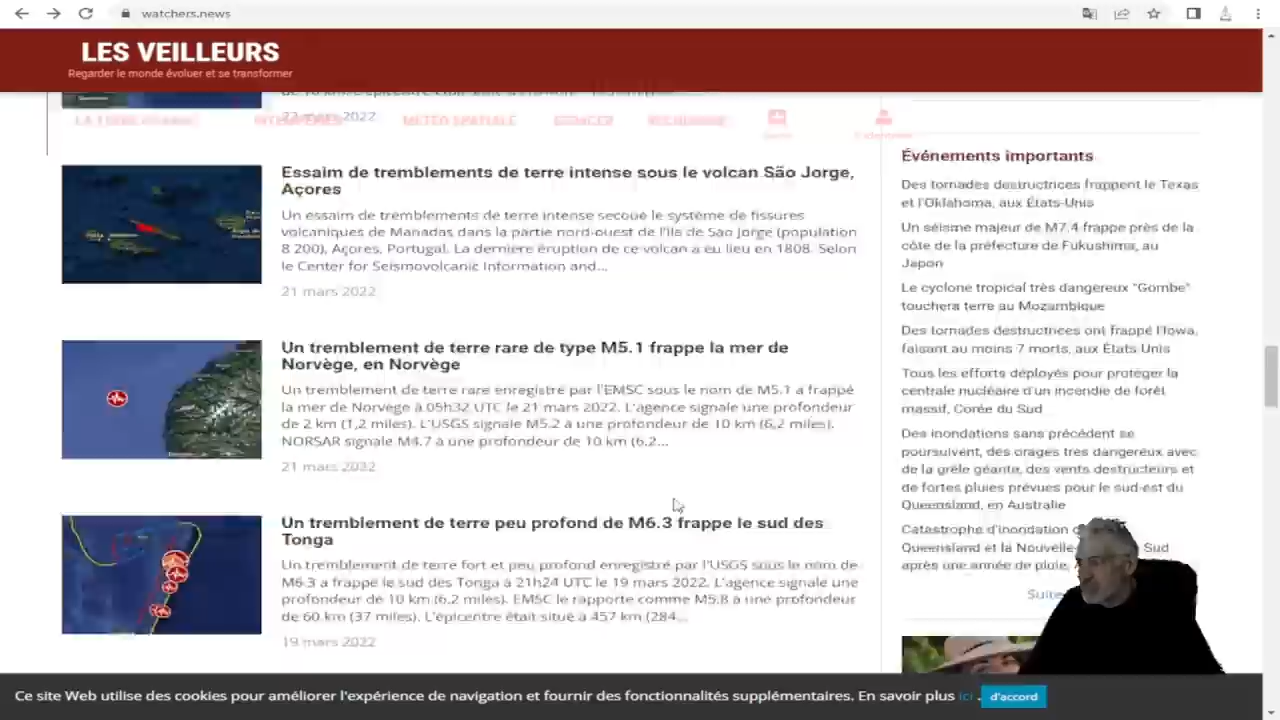 watchers.news
LES VEILLEURS
Regarder le monde évoluer et se transformer
22 mars 2022
MÉTÉO SPATIALE
Essaim de tremblements de terre intense sous le volcan São Jorge,
Açores
Un essaim de tremblements de terre intense secoue le système de fissures
volcaniques de Manadas dans la partie nord-ouest de l'île de São Jorge (population
8 200), Açores, Portugal. La dernière éruption de ce volcan a eu lieu en 1808. Selon
le Center for Seismovolcanic Information and...
21 mars 2022
Un tremblement de terre rare de type M5.1 frappe la mer de
Norvège, en Norvège
Un tremblement de terre rare enregistré par l'EMSC sous le nom de M5.1 a frappé
la mer de Norvège à 05h32 UTC le 21 mars 2022. L'agence signale une profondeur
de 2 km (1,2 miles). L'USGS signale M5.2 à une profondeur de 10 km (6,2 miles).
NORSAR signale M4.7 à une profondeur de 10 km (6.2...
21 mars 2022
Un tremblement de terre peu profond de M6.3 frappe le sud des
Tonga
Un tremblement de terre fort et peu profond enregistré par l'USGS sous le nom de
M6.3 a frappé le sud des Tonga à 21h24 UTC le 19 mars 2022. L'agence signale une
profondeur de 10 km (6,2 miles). EMSC le rapporte comme M5.8 à une profondeur
de 60 km (37 miles). L'épicentre était situé à 457 km (284...
19 mars 2022
Événements importants
Des tornades destructrices frappent le Texas
et l'Oklahoma, aux États-Unis
Un séisme majeur de M7.4 frappe près de la
côte de la préfecture de Fukushima, au
Japon
Le cyclone tropical très dangereux "Gombe"
touchera terre au Mozambique
Des tornades destructrices ont frappé l'Iowa,
faisant au moins 7 morts, aux États Unis
Tous les efforts déployés pour protéger la
centrale nucléaire d'un incendie de forêt
massif, Corée du Sud
Des inondations sans précédent se
poursuivent, des orages très dangereux avec
de la grêle géante, des vents destructeurs et
de fortes pluies prévues pour le sud-est du
Queensland, en Australie
Catastrophe d'inondation
Queensland et la Nouvelle- Sud
après une année de pluie,
Suite
Ce site Web utilise des cookies pour améliorer l'expérience de navigation et fournir des fonctionnalités supplémentaires. En savoir plus ici . d'accord